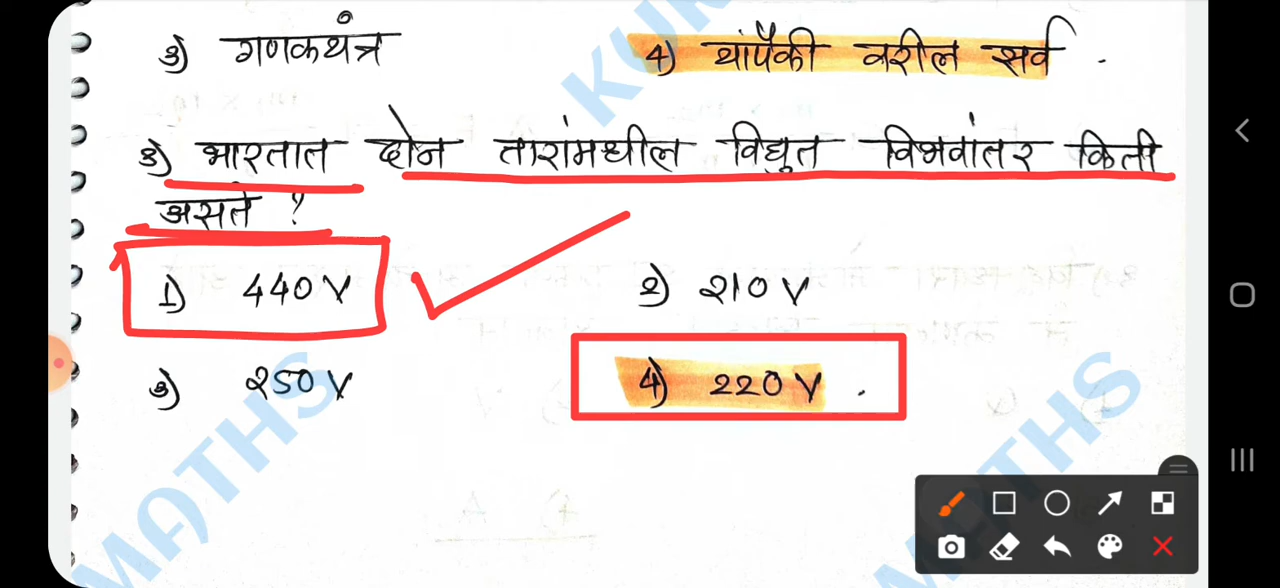 ३) गणकयंत्र 4) यांपैकी वरील सर्व .
३) भारतात दोन तारांमधील विद्युत विभवांतर किती
असते ?
1) 440 V २) २10 V
३) २50 V 4) 220 V .
MATHS